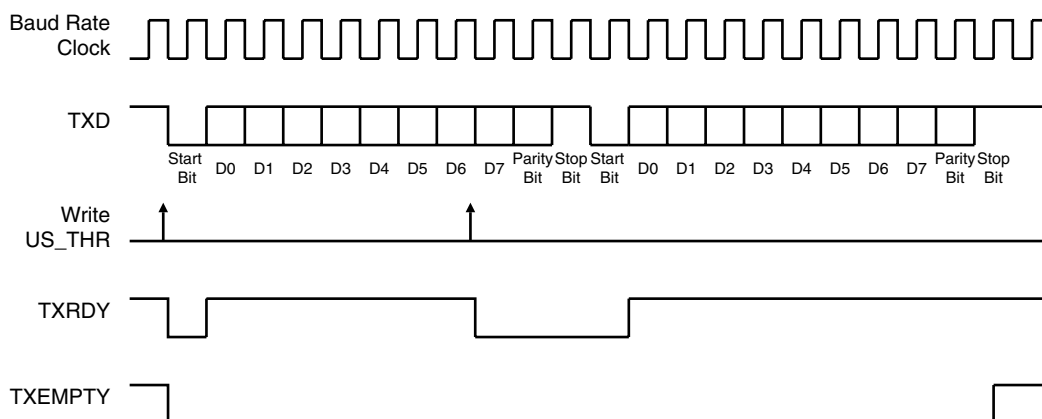 Baud Rate
Clock
TXD
Start
Bit
D0
D1
D2
D3
D4
D5
D6
D7
Parity
Bit
Stop
Bit
Start
Bit
D0
D1
D2
D3
D4
D5
D6
D7
Parity
Bit
Stop
Bit
Write
US_THR
TXRDY
TXEMPTY